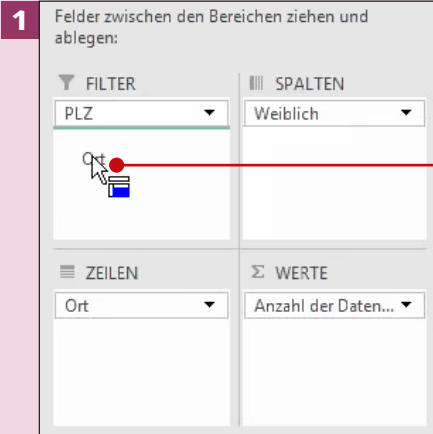 1
Felder zwischen den Bereichen ziehen und
ablegen:
FILTER
SPALTEN
PLZ
Weiblich
Ort
ZEILEN
Σ WERTE
Ort
Anzahl der Daten...